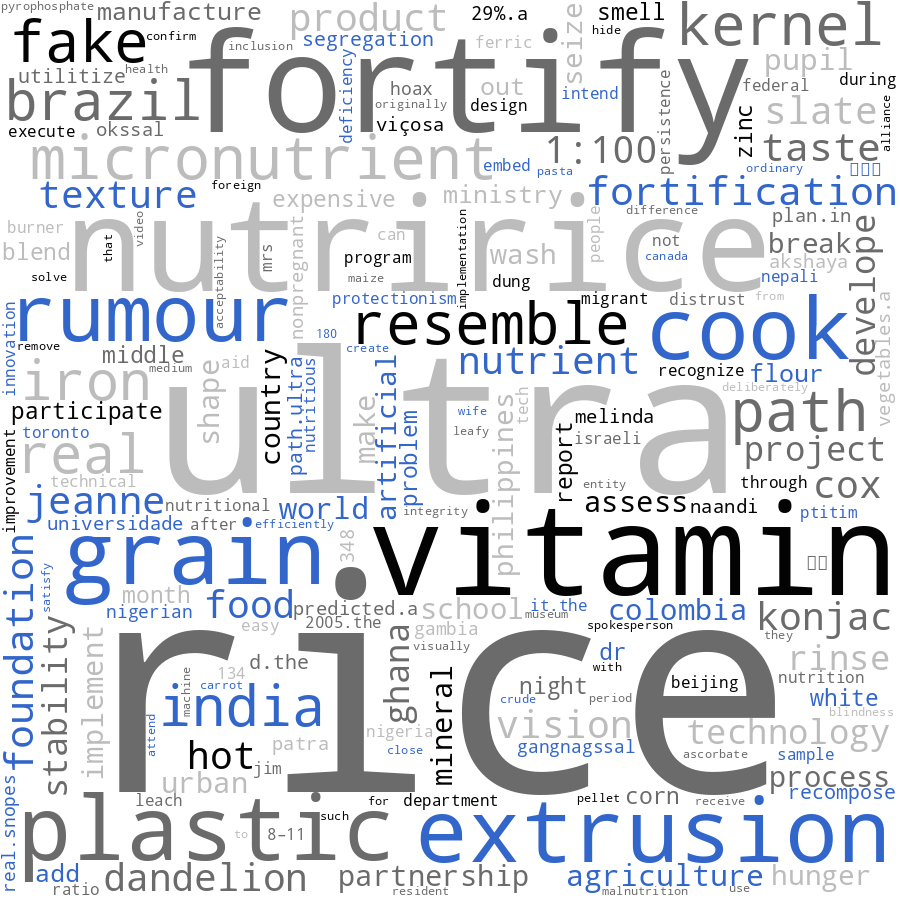 pyrophosphate
manufacture
product
29%.a
smell
kernel
fake
confirm
segregation
inclusion
ferric
seize
hide
pupil
utilitize
health
fortify
brazil
hoax
out
intend
federal
during
originally
design
deficiency
slate
execute
okssal
viçosa
persistence
zinc
alliance
micronutrient
1:100
taste
embed
pasta
ordinary
texture
foreign
expensive
ministry
fortification
burner
video
nutririce
people
difference
plan.in
that
blend
can
not
break
mrs
program
implementation
wash
canada
akshaya
solve
acceptability
nonpregnant
maize
dung
nepali
develope
innovation
rumour
protectionism
migrant
distrust
from
vegetables.a
180
resemble
cook
remove
middle
create
medium
nutrient
recognize
flour
iron
shape
aid
country
ultra
artificial
deliberately
participate
path.ultra
nutritious
make
problem
wife
tech
melinda
path
toronto
leafy
philippines
israeli
real
report
project
technical
entity
through
cox
improvement
jeanne
nutritional
world
integrity
assess
naandi
universidade
after
efficiently
ptitim
grain
348
vitamin
foundation
satisfy
month
nigerian
food
predicted.a
school
it.the
museum
colombia
konjac
2005.the
easy
gambia
spokesperson
they
stability
implement
visually
rice
134
d.the
ghana
dr
with
rinse
machine
carrot
mineral
night
beijing
nutrition
india
crude
period
white
attend
nigeria
vision
blindness
patra
close
gangnagssal
technology
hot
jim
ascorbate
sample
urban
process
real.snopes
leach
for
department
pellet
corn
receive
recompose
plastic
such
to
8–11
extrusion
add
dandelion
partnership
agriculture
hunger
ratio
resident
malnutrition
use